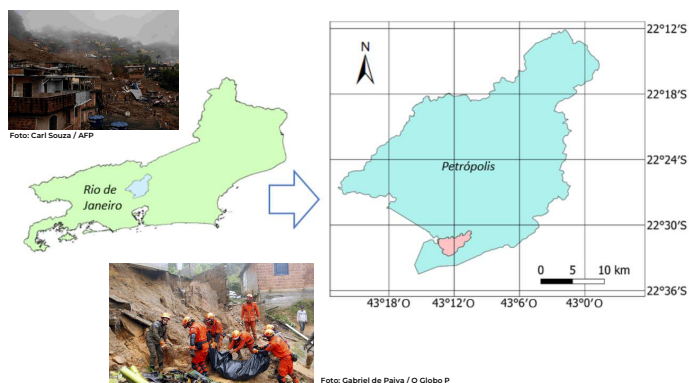 Foto: Carl Souza / AFP
Rio de
Janeiro
N
Petrópolis
22°12'S
22°18'S
22°24'S
22°30'S
22°36'S
0 5 10 km
43°18'O 43°12'O 43°6'O 43°0'O
Foto: Gabriel de Paiva / O Globo P